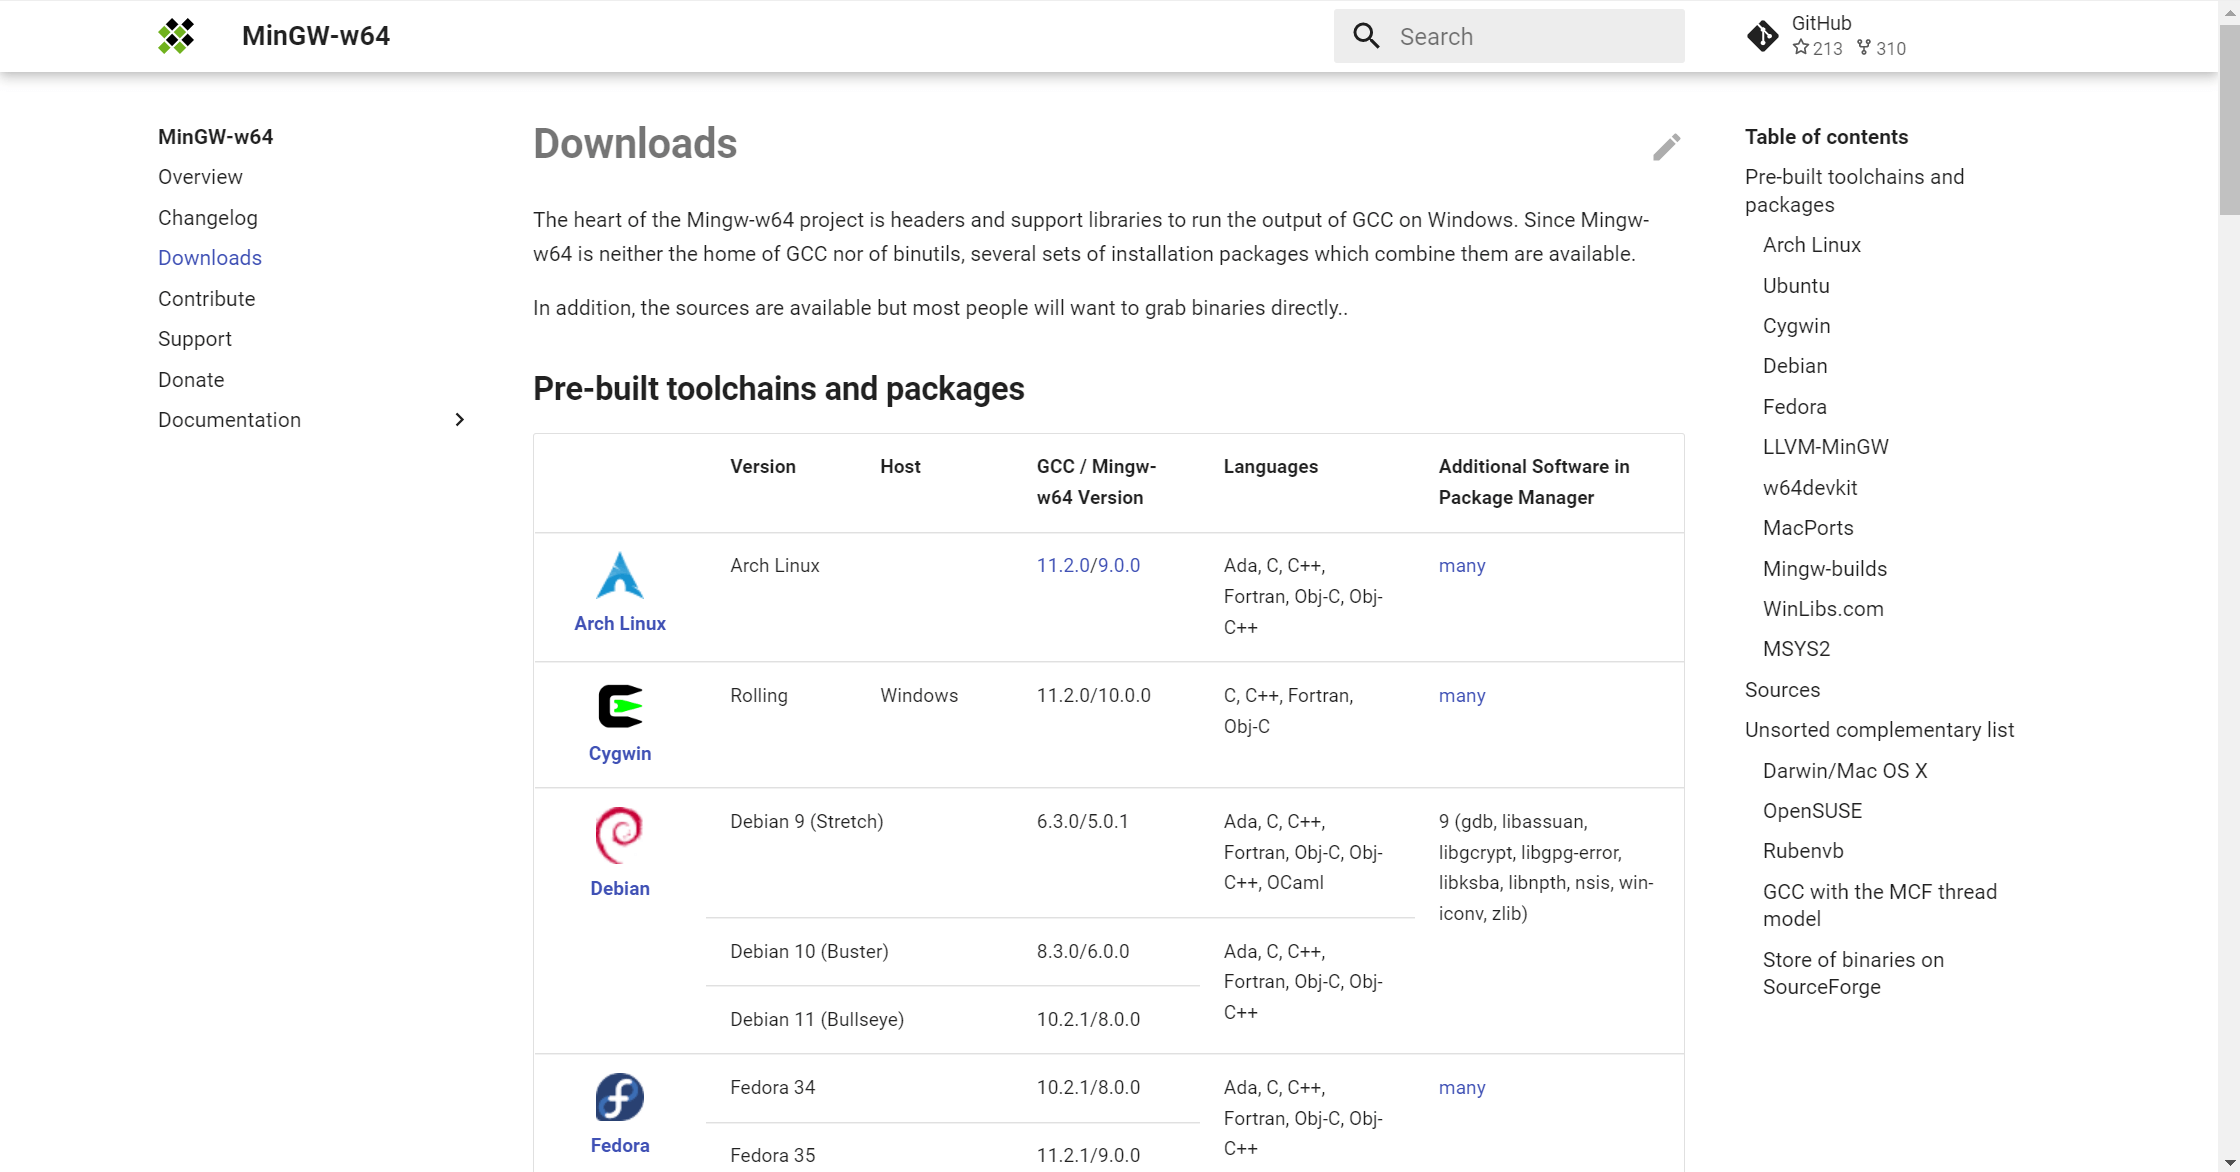 MinGW-w64
Search
GitHub
213 310
MinGW-w64
Overview
Changelog
Downloads
Contribute
Support
Donate
Documentation
Downloads
The heart of the Mingw-w64 project is headers and support libraries to run the output of GCC on Windows. Since Mingw-
w64 is neither the home of GCC nor of binutils, several sets of installation packages which combine them are available.
In addition, the sources are available but most people will want to grab binaries directly..
Pre-built toolchains and packages
Version Host GCC / Mingw- Languages Additional Software in
w64 Version Package Manager
Arch Linux 11.2.0/9.0.0 Ada, C, C++, many
Fortran, Obj-C, Obj-
Arch Linux C++
Rolling Windows 11.2.0/10.0.0 C, C++, Fortran, many
Obj-C
Cygwin
Debian 9 (Stretch) 6.3.0/5.0.1 Ada, C, C++, 9 (gdb, libassuan,
Fortran, Obj-C, Obj- libgcrypt, libgpg-error,
Debian C++, OCaml libksba, libnpth, nsis, win-
iconv, zlib)
Debian 10 (Buster) 8.3.0/6.0.0 Ada, C, C++,
Fortran, Obj-C, Obj-
Debian 11 (Bullseye) 10.2.1/8.0.0 C++
Fedora 34 10.2.1/8.0.0 Ada, C, C++, many
Fortran, Obj-C, Obj-
Fedora C++
Fedora 35 11.2.1/9.0.0
Table of contents
Pre-built toolchains and
packages
Arch Linux
Ubuntu
Cygwin
Debian
Fedora
LLVM-MinGW
w64devkit
MacPorts
Mingw-builds
WinLibs.com
MSYS2
Sources
Unsorted complementary list
Darwin/Mac OS X
OpenSUSE
Rubenvb
GCC with the MCF thread
model
Store of binaries on
SourceForge